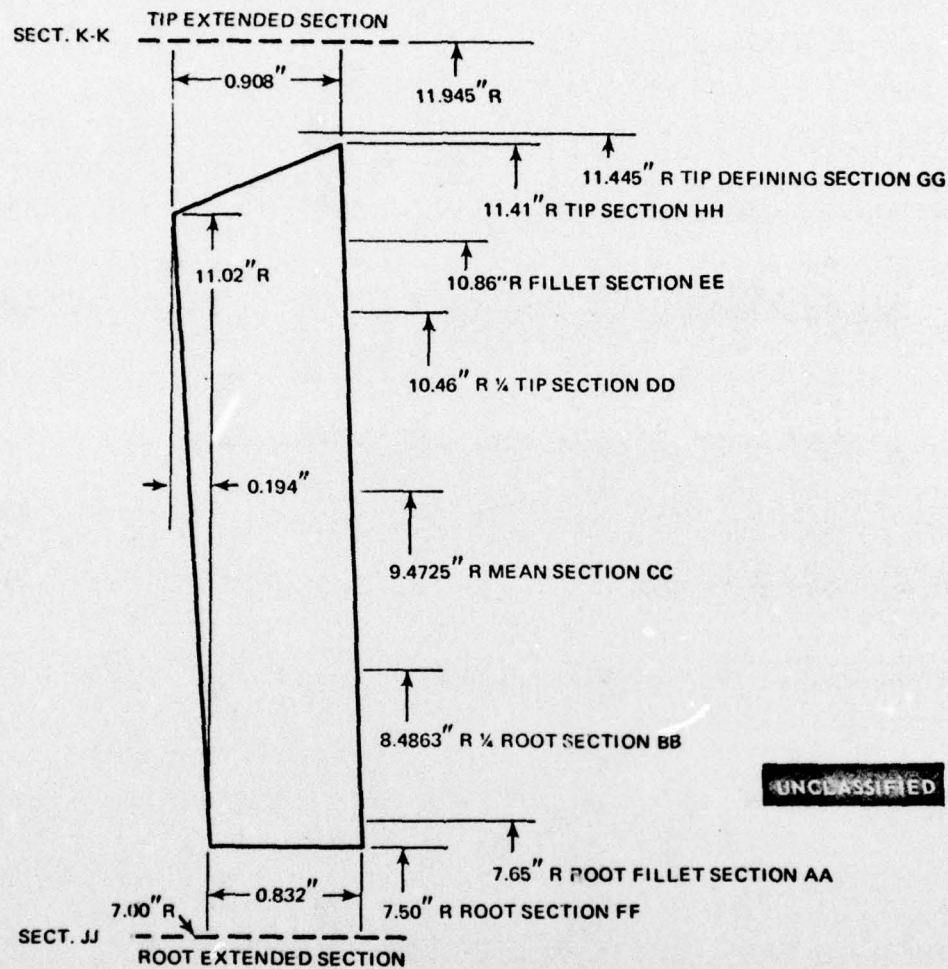 TIP EXTENDED SECTION
SECT. K-K
0.908"
11.945"R
11.445" R TIP DEFINING SECTION GG
11.41" R TIP SECTION HH
11.02"R
10.86"R FILLET SECTION EE
10.46" R ¼ TIP SECTION DD
0.194"
9.4725" R MEAN SECTION CC
8.4863" R ¼ ROOT SECTION BB
UNCLASSIFIED
7.65" R ROOT FILLET SECTION AA
0.832"
7.50" R ROOT SECTION FF
7.00"R
SECT. JJ
ROOT EXTENDED SECTION